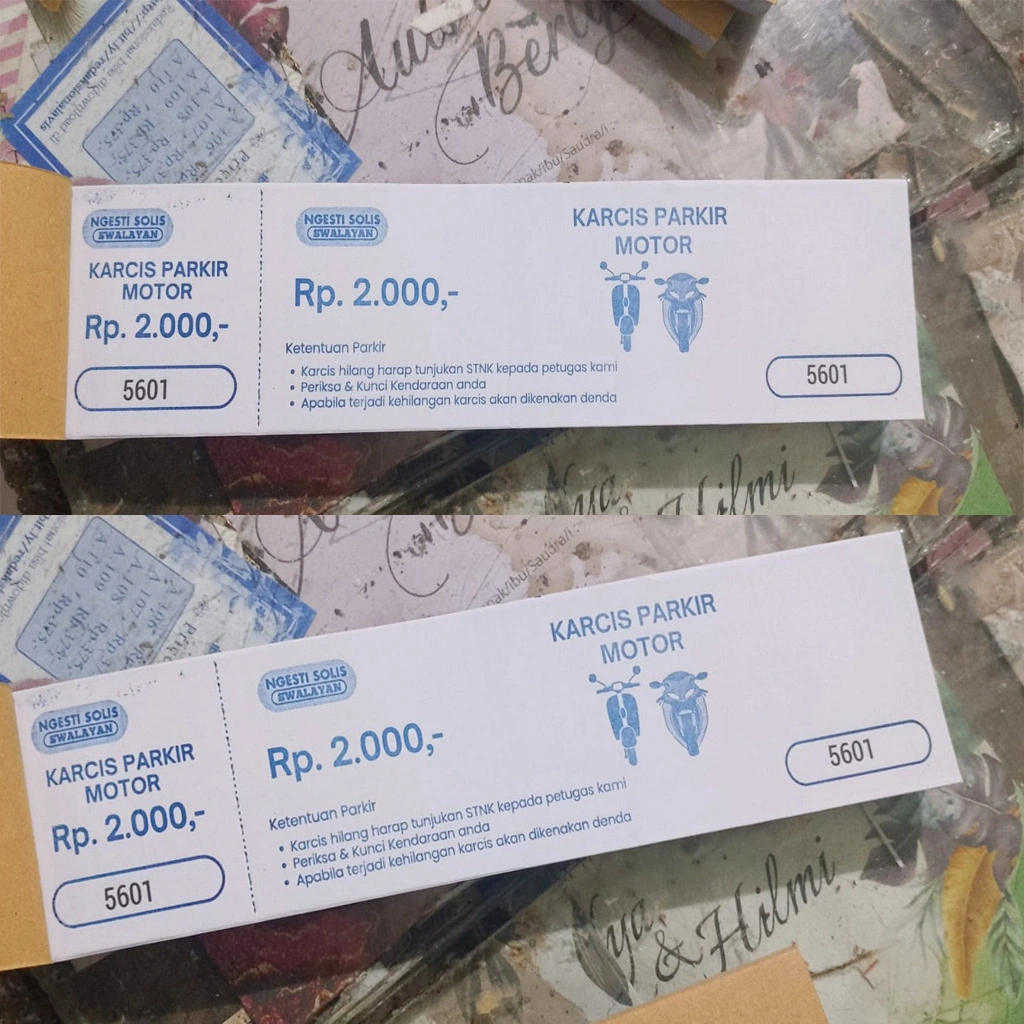 Berl
NGESTI SOLIS
SWALAYAN
KARCIS PARKIR
MOTOR
Rp. 2.000,-
5601
NGESTI SOLIS
SWALAYAN
Rp. 2.000,-
KARCIS PARKIR
MOTOR
Ketentuan Parkir
• Karcis hilang harap tunjukan STNK kepada petugas kami
• Periksa & Kunci Kendaraan anda
• Apabila terjadi kehilangan karcis akan dikenakan denda
5601
& Hilmi
NGESTI SOLIS
SWALAYAN
KARCIS PARKIR
MOTOR
Rp. 2.000,-
5601
NGESTI SOLIS
SWALAYAN
Rp. 2.000,-
KARCIS PARKIR
MOTOR
Ketentuan Parkir
• Karcis hilang harap tunjukan STNK kepada petugas kami
• Periksa & Kunci Kendaraan anda
• Apabila terjadi kehilangan karcis akan dikenakan denda
5601
& Hilmi